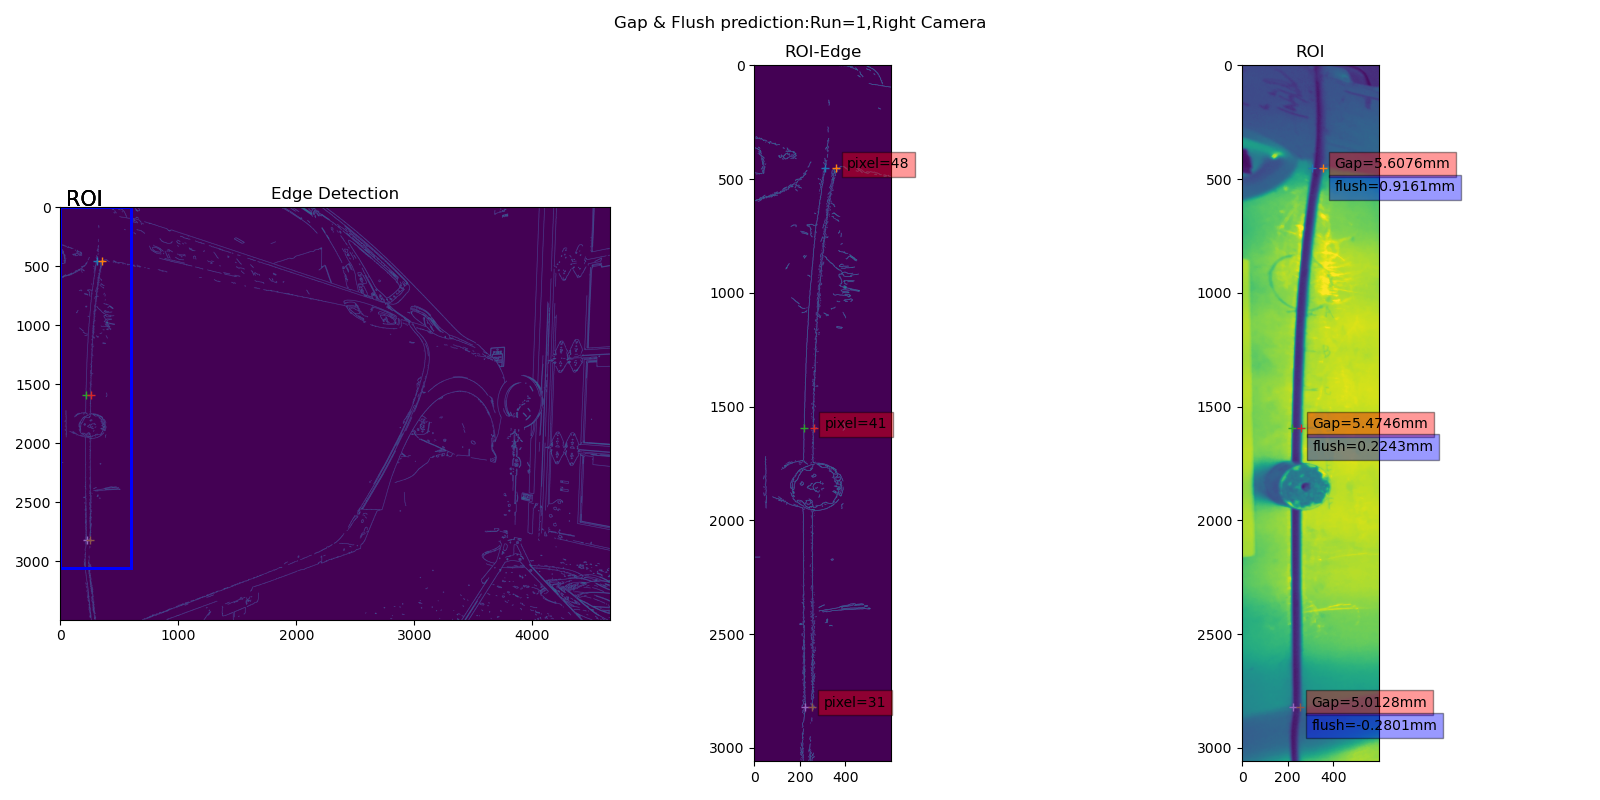 Gap & Flush prediction:Run=1,Right Camera
Edge Detection
ROI
0
500
1000
1500
2000
2500
3000
0
1000
2000
3000
4000
ROI-Edge
0
500
1000
1500
2000
2500
3000
0
200
400
pixel=48
pixel=41
pixel=31
ROI
0
500
1000
1500
2000
2500
3000
0
200
400
Gap=5.6076mm
flush=0.9161mm
Gap=5.4746mm
flush=0.2243mm
Gap=5.0128mm
flush=-0.2801mm